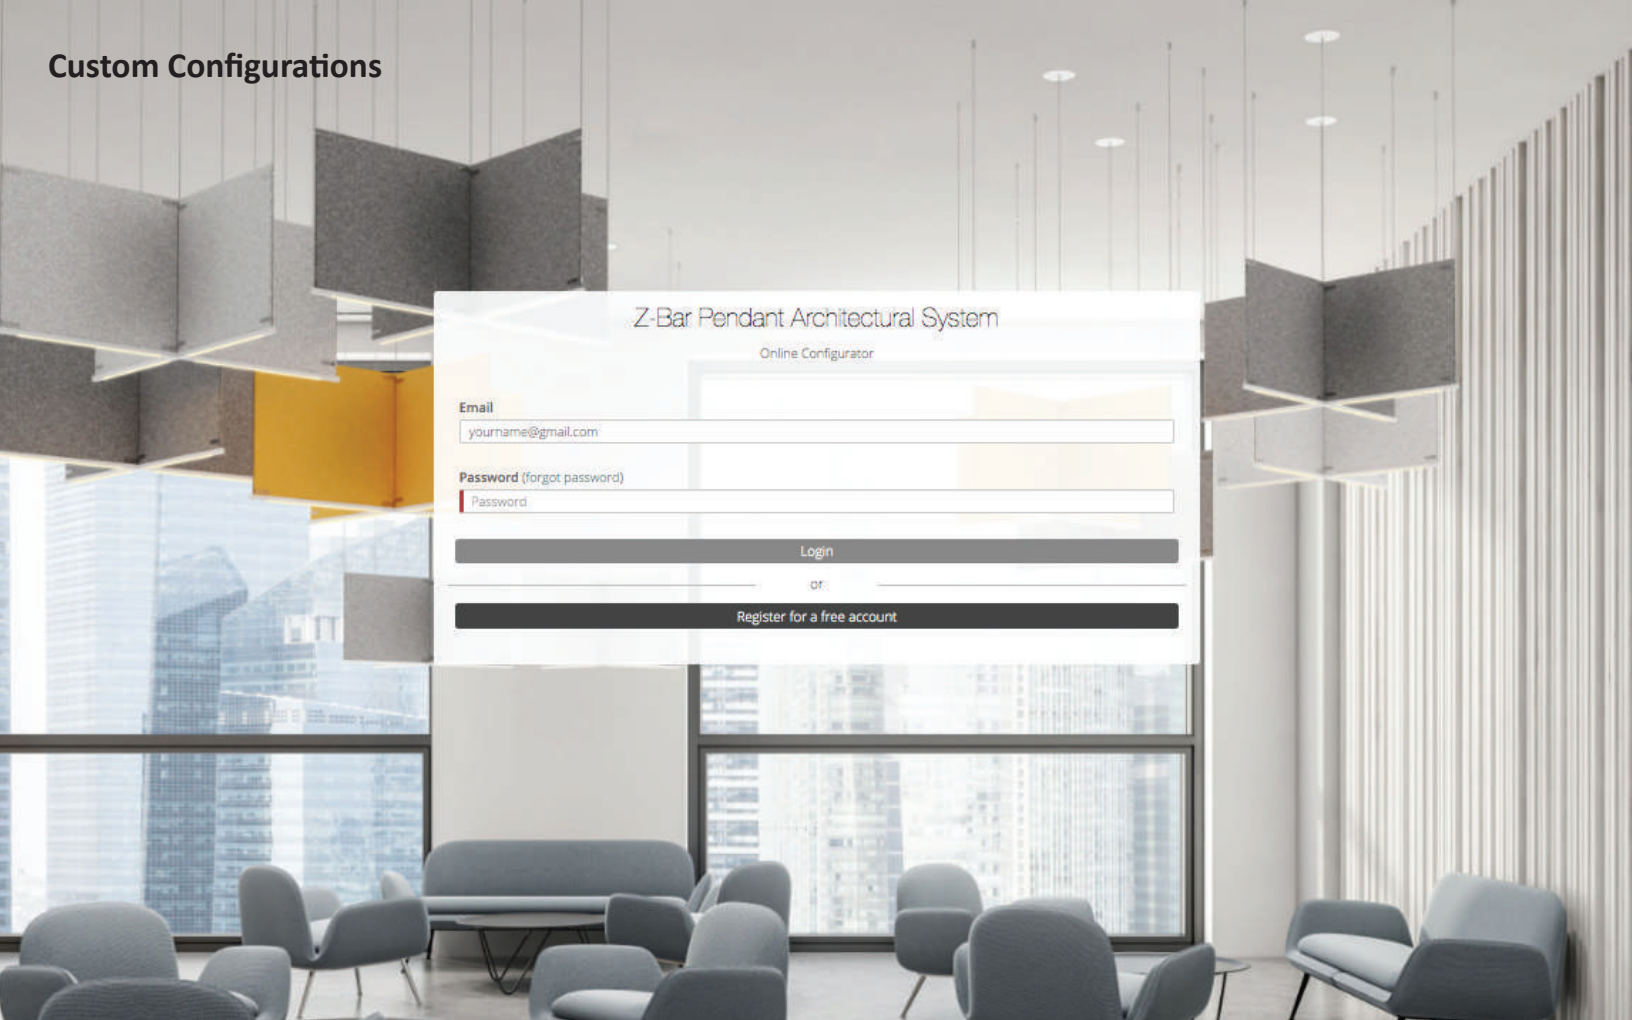 Custom Configurations
Z-Bar Pendant Architectural System
Online Configurator
Email
yourname@gmail.com
Password (forgot password)
Password
Login
or
Register for a free account